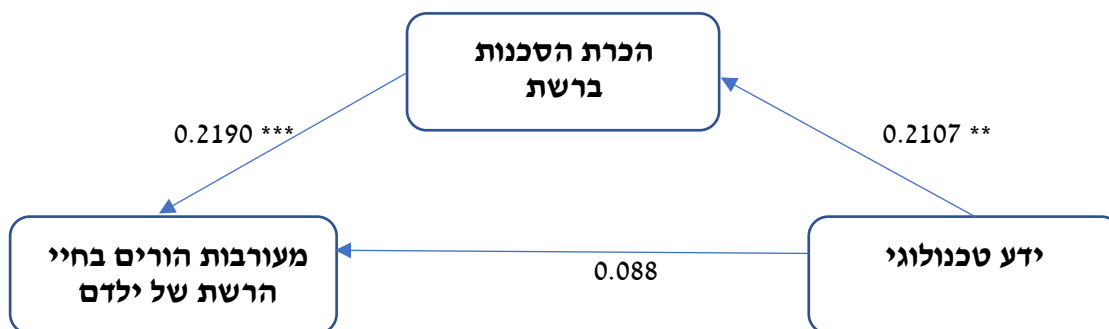 הכרת הסכנות
ברשת
0.2190 ***
0.2107 **
ידע טכנולוגי
0.088
מעורבות הורים בחיי
הרשת של ילדם